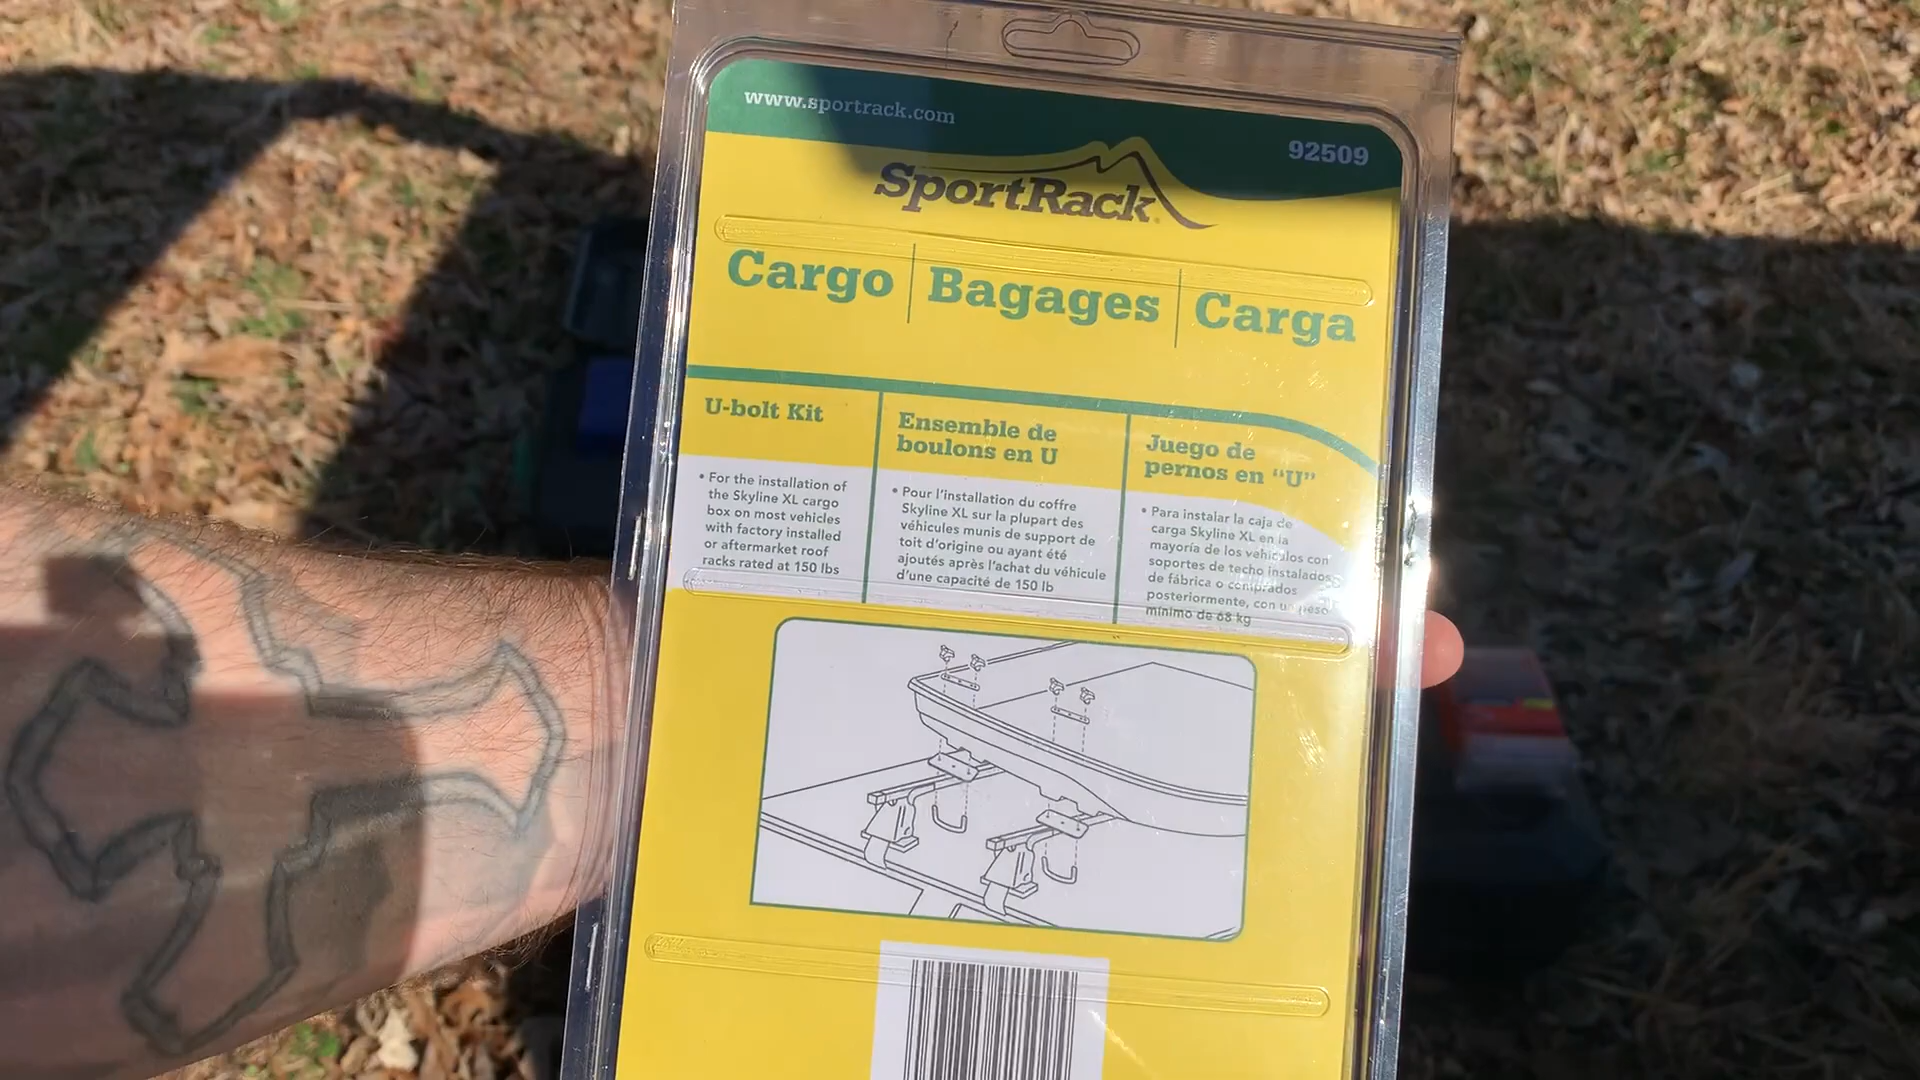 www.sportrack.com
92509
SportRack
Cargo
Bagages
Carga
U-bolt Kit
• For the installation of
the Skyline XL cargo
box on most vehicles
with factory installed
or aftermarket roof
racks rated at 150 lbs
Ensemble de
boulons en U
• Pour l'installation du coffre
Skyline XL sur la plupart des
véhicules munis de support de
toit d'origine ou ayant été
ajoutés après l'achat du véhicule
d'une capacité de 150 lb
Juego de
pernos en “U”
• Para instalar la caja de
carga Skyline XL en la
mayoría de los vehículos con
soportes de techo instalados
de fábrica o comprados
posteriormente, con un peso
mínimo de 68 kg